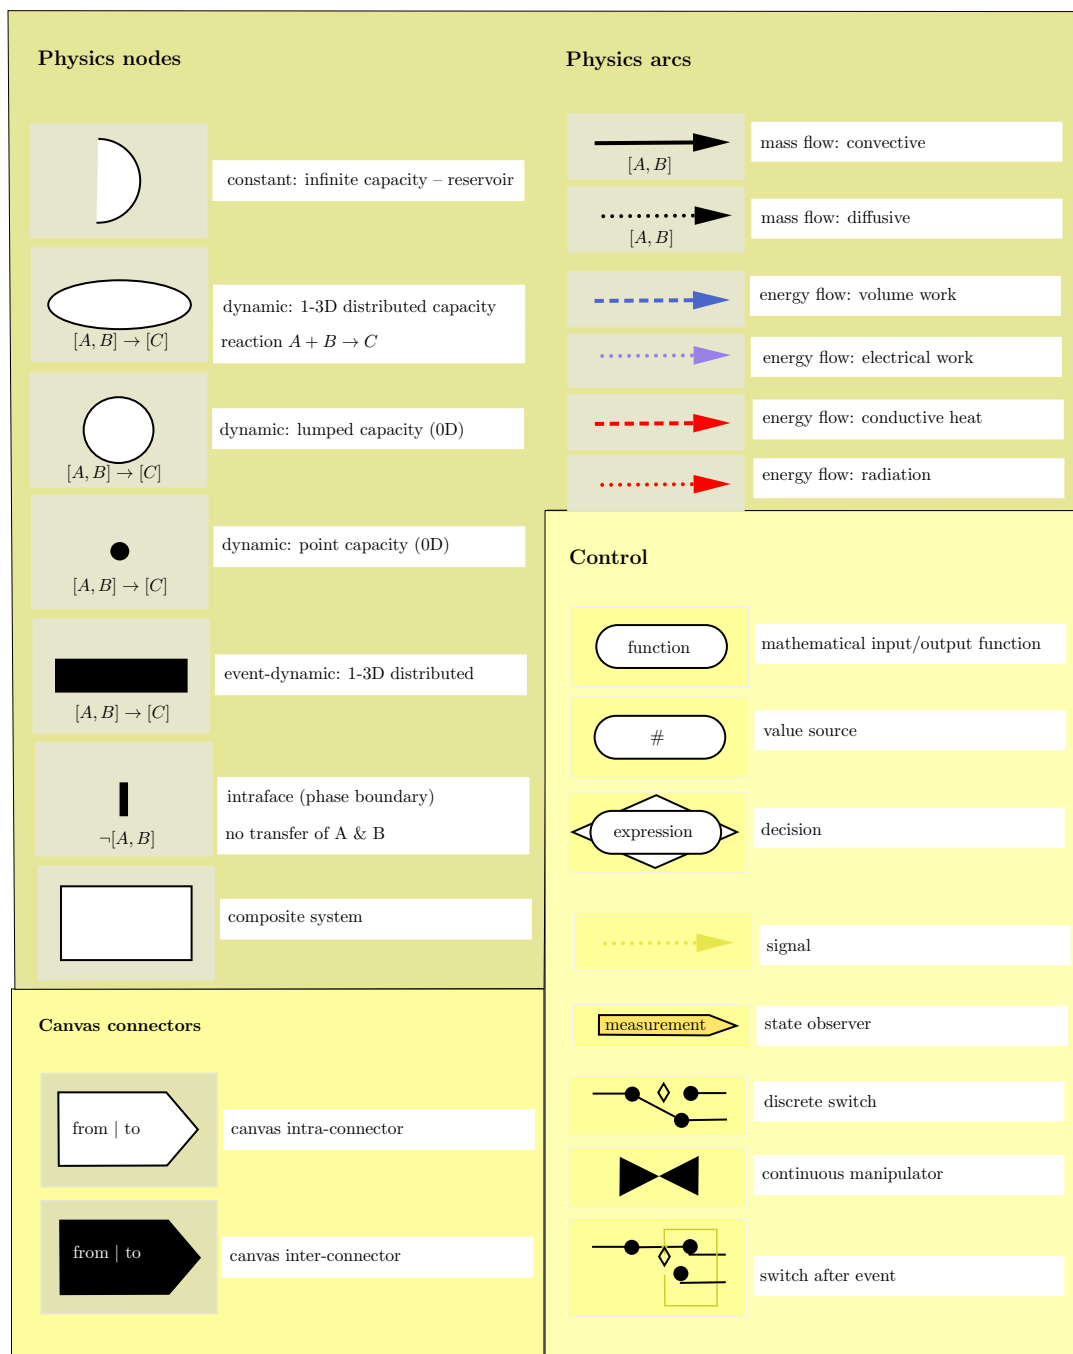 Physics nodes
constant: infinite capacity – reservoir
[A, B] → [C]
dynamic: 1-3D distributed capacity
reaction A + B → C
[A, B] → [C]
dynamic: lumped capacity (0D)
[A, B] → [C]
dynamic: point capacity (0D)
[A, B] → [C]
event-dynamic: 1-3D distributed
¬[A, B]
intraface (phase boundary)
no transfer of A & B
composite system
Physics arcs
[A, B]
mass flow: convective
[A, B]
mass flow: diffusive
energy flow: volume work
energy flow: electrical work
energy flow: conductive heat
energy flow: radiation
Control
function
mathematical input/output function
#
value source
expression
decision
signal
measurement
state observer
discrete switch
continuous manipulator
switch after event
Canvas connectors
from | to
canvas intra-connector
from | to
canvas inter-connector